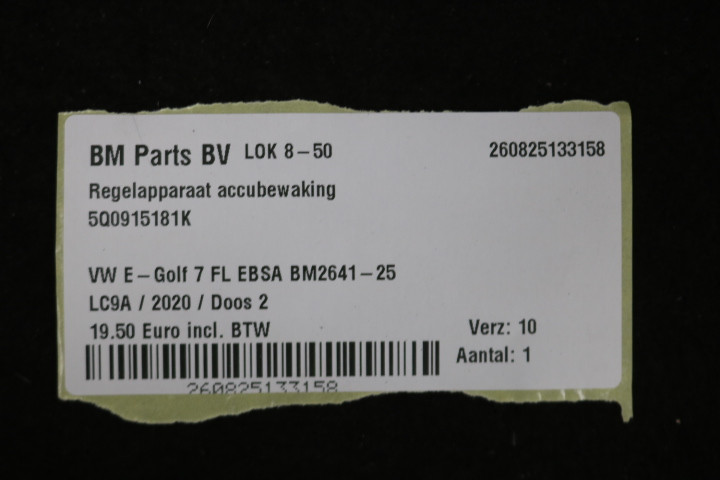 BM Parts BV LOK 8-50 260825133158
Regelapparaat accubewaking
5Q0915181K
VW E-Golf 7 FL EBSA BM2641-25
LC9A / 2020 / Doos 2
19.50 Euro incl. BTW Verz: 10
Aantal: 1
260825133158